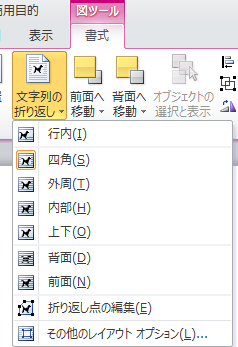 用目的
図ツール
表示
書式
文字列の
折り返し
前面へ
移動
背面へ
移動
オブジェクトの
選択と表示
行内(I)
四角(S)
外周(T)
内部(H)
上下(O)
背面(D)
前面(N)
折り返し点の編集(E)
その他のレイアウト オプション(L)...